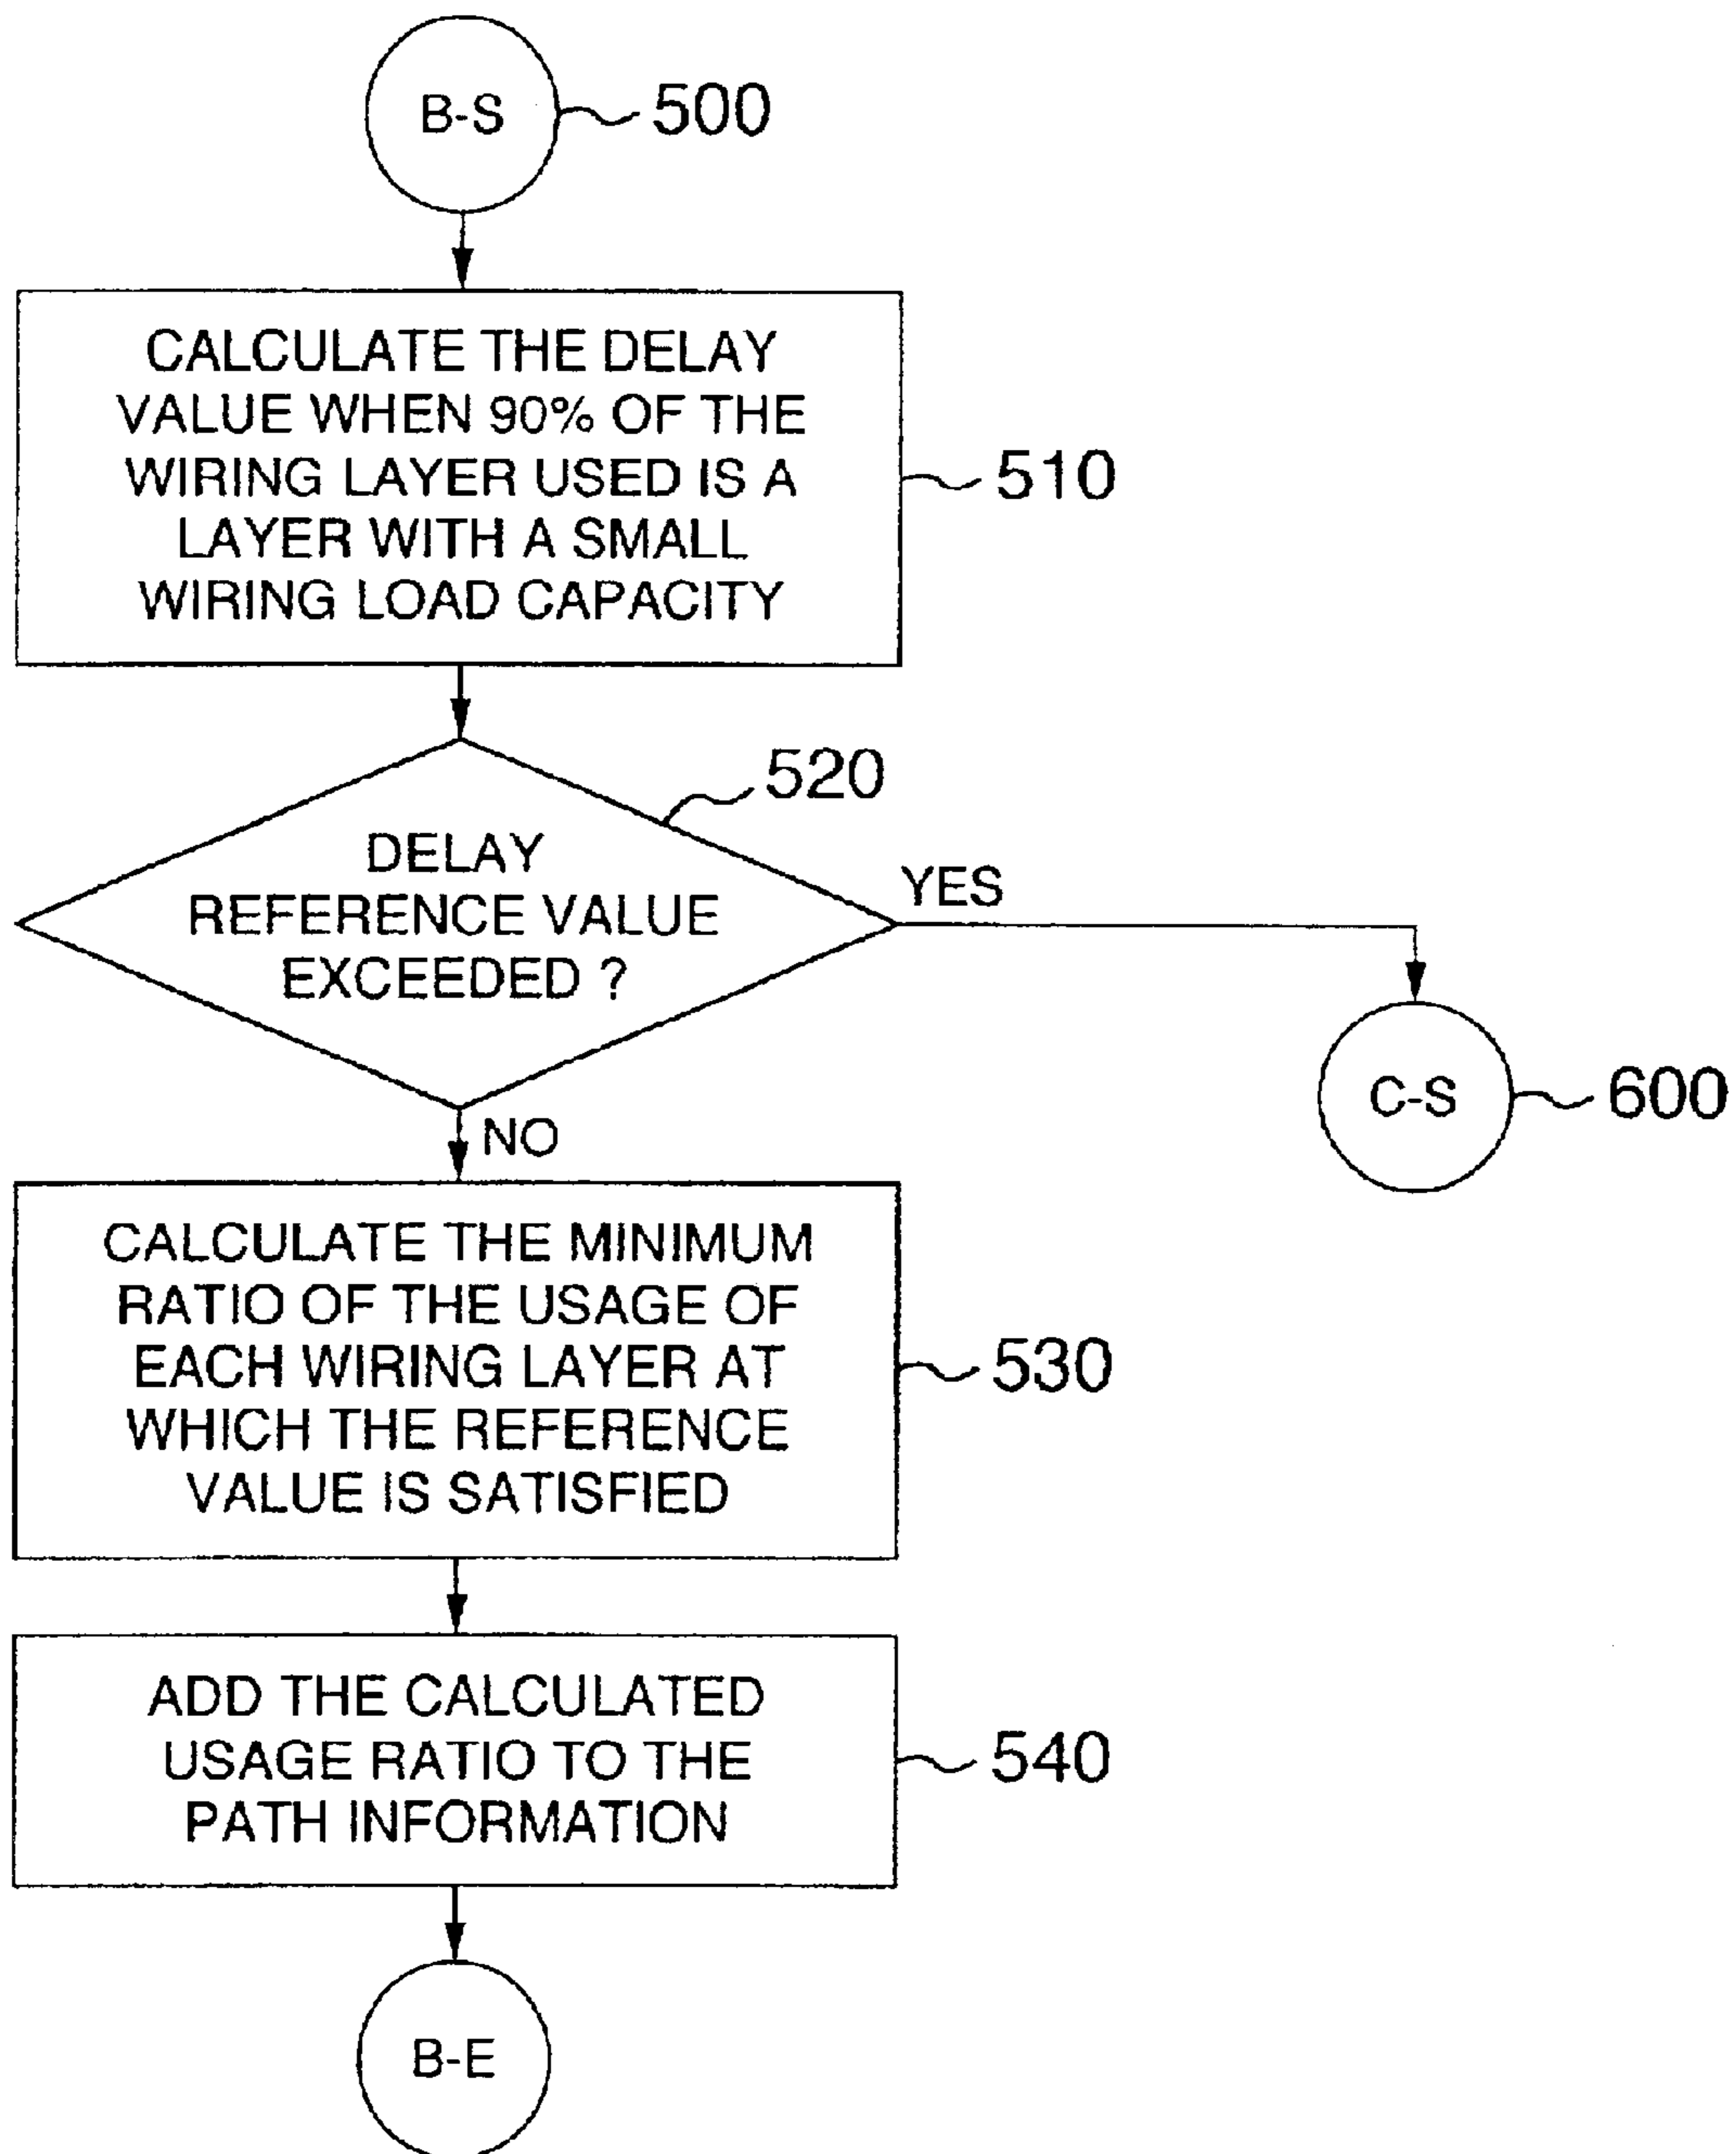 B-S
500
CALCULATE THE DELAY
VALUE WHEN 90% OF THE
WIRING LAYER USED IS A
LAYER WITH A SMALL
WIRING LOAD CAPACITY
510
520
DELAY
REFERENCE VALUE
EXCEEDED ?
YES
C-S
600
NO
CALCULATE THE MINIMUM
RATIO OF THE USAGE OF
EACH WIRING LAYER AT
WHICH THE REFERENCE
VALUE IS SATISFIED
530
ADD THE CALCULATED
USAGE RATIO TO THE
PATH INFORMATION
540
B-E